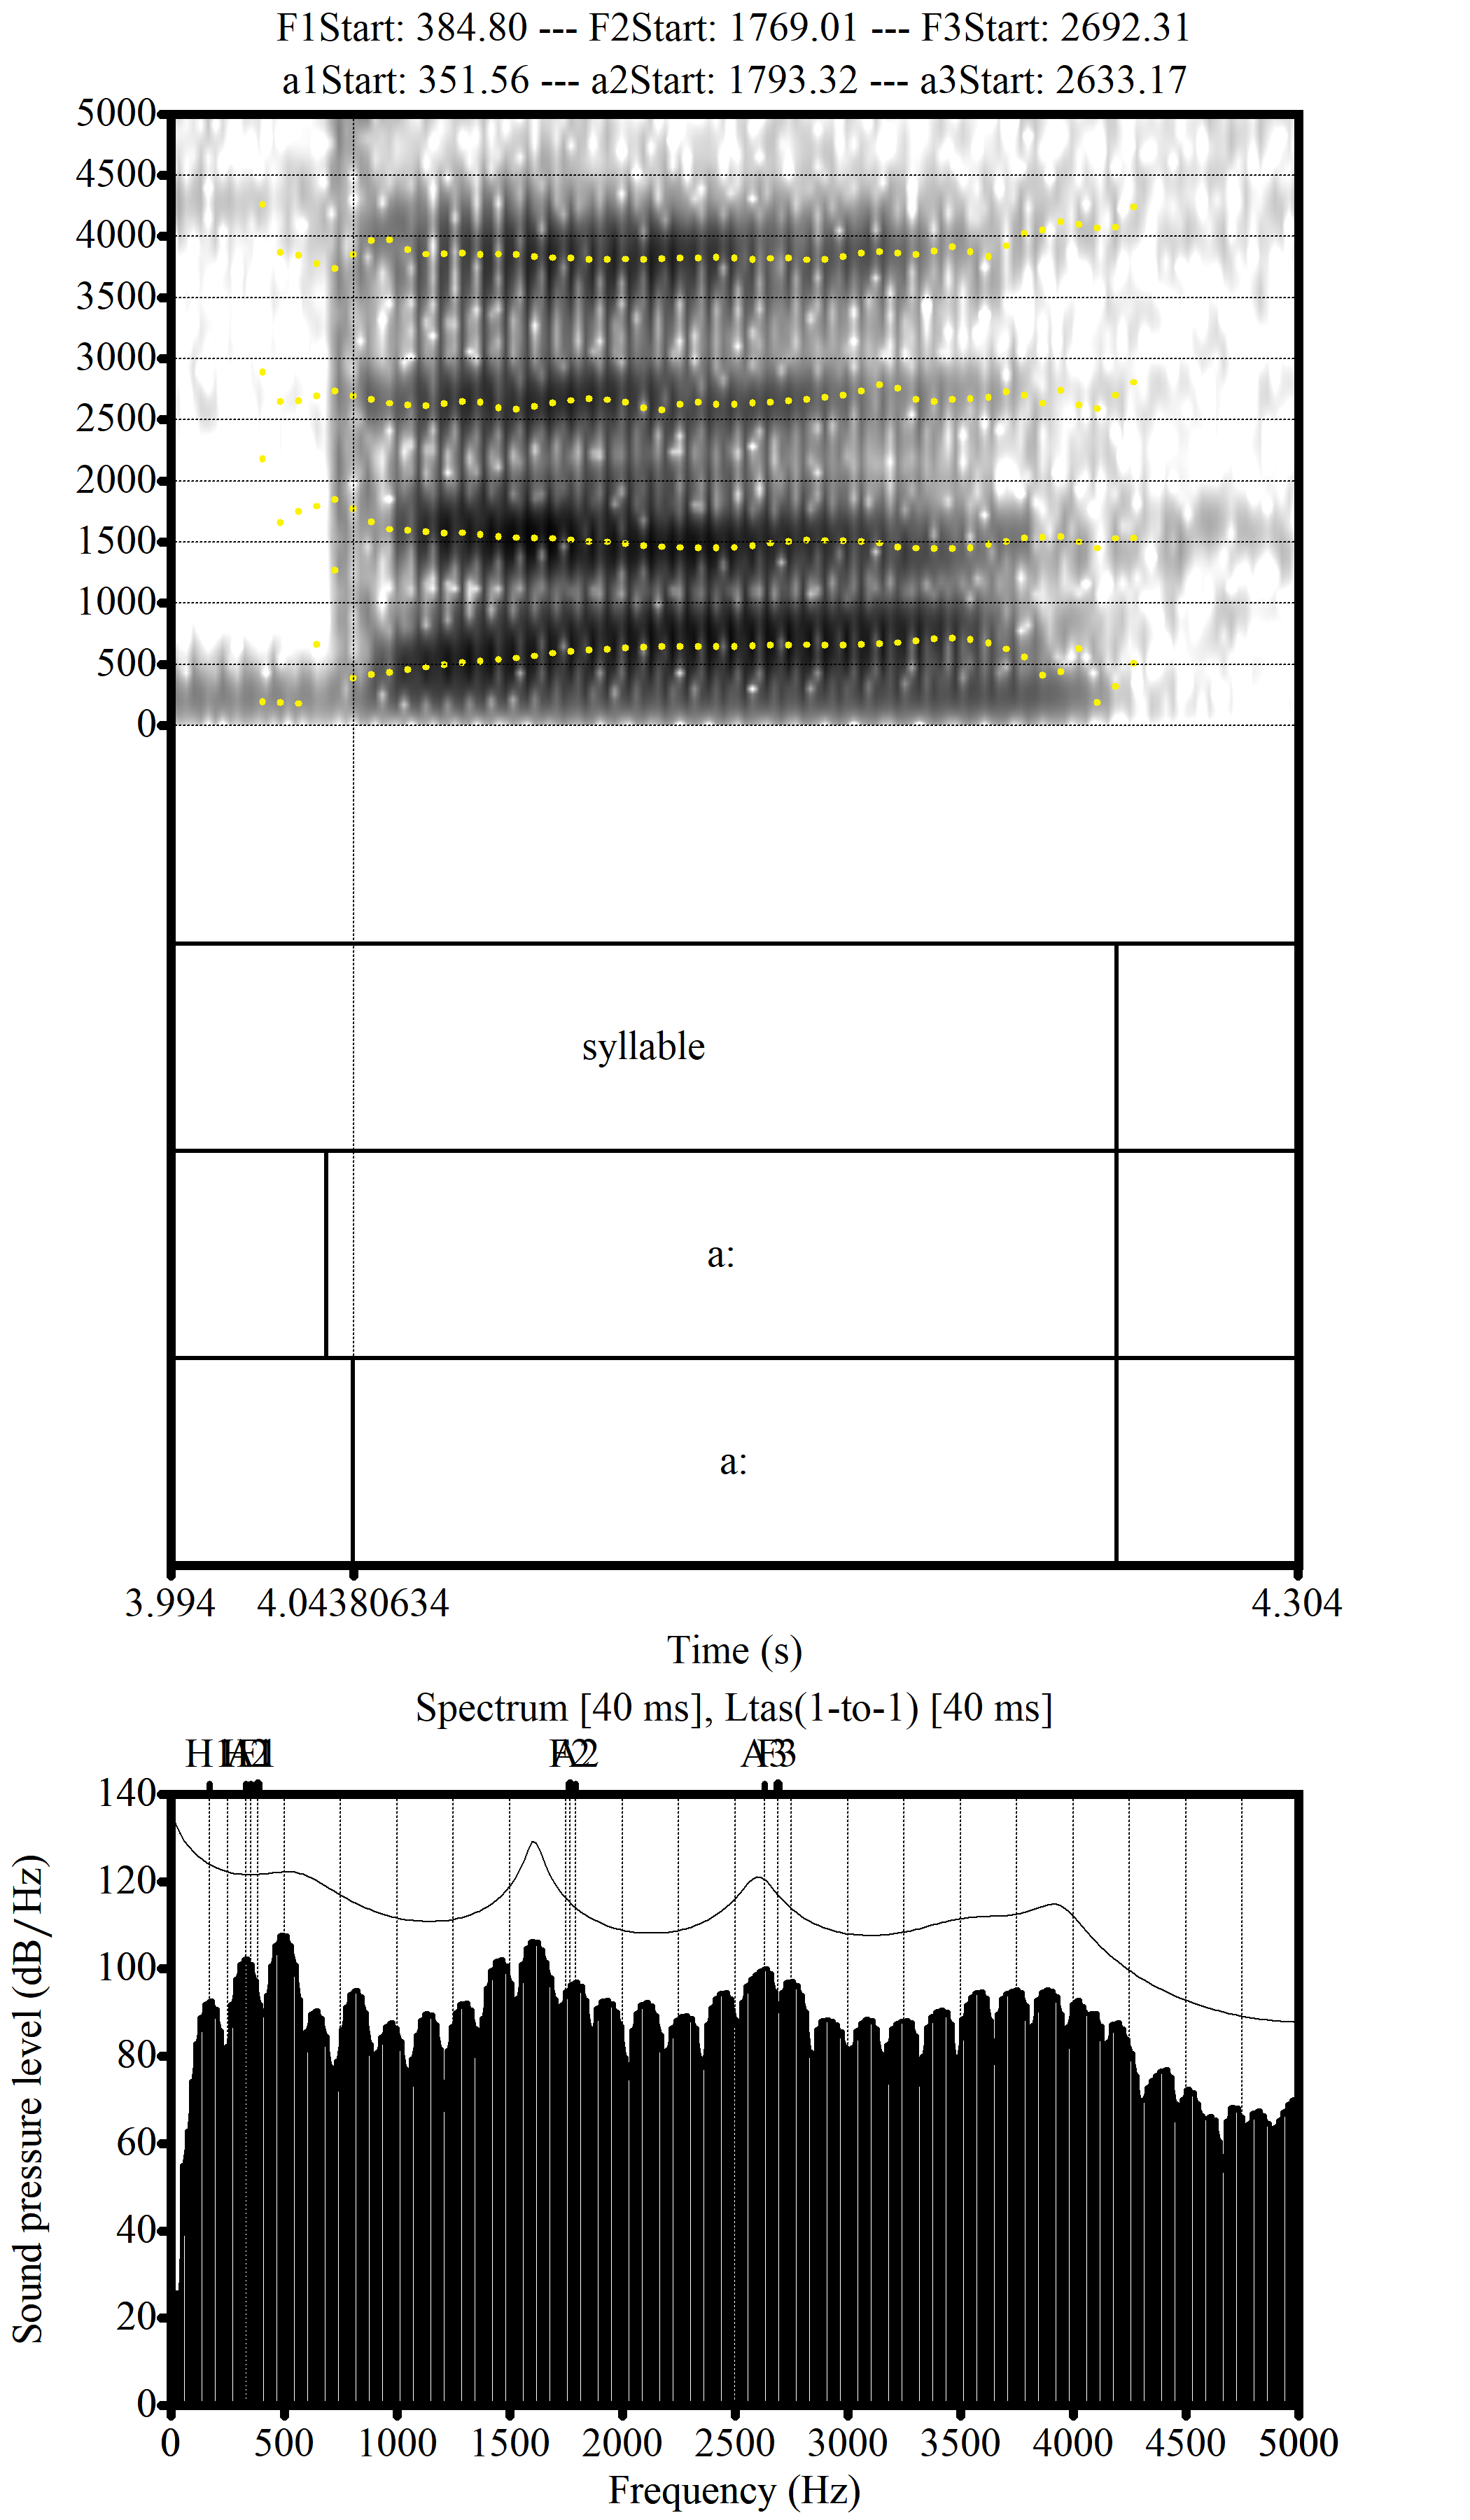 F1Start: 384.80 --- F2Start: 1769.01 --- F3Start: 2692.31
a1Start: 351.56 --- a2Start: 1793.32 --- a3Start: 2633.17
5000
4500
4000
3500
3000
2500
2000
1500
1000
500
0
syllable
a:
a:
3.994 4.04380634 4.304
Time (s)
Spectrum [40 ms], Ltas(1-to-1) [40 ms]
H1
140
120
100
80
60
40
20
0
Sound pressure level (dB/Hz)
0 500 1000 1500 2000 2500 3000 3500 4000 4500 5000
Frequency (Hz)